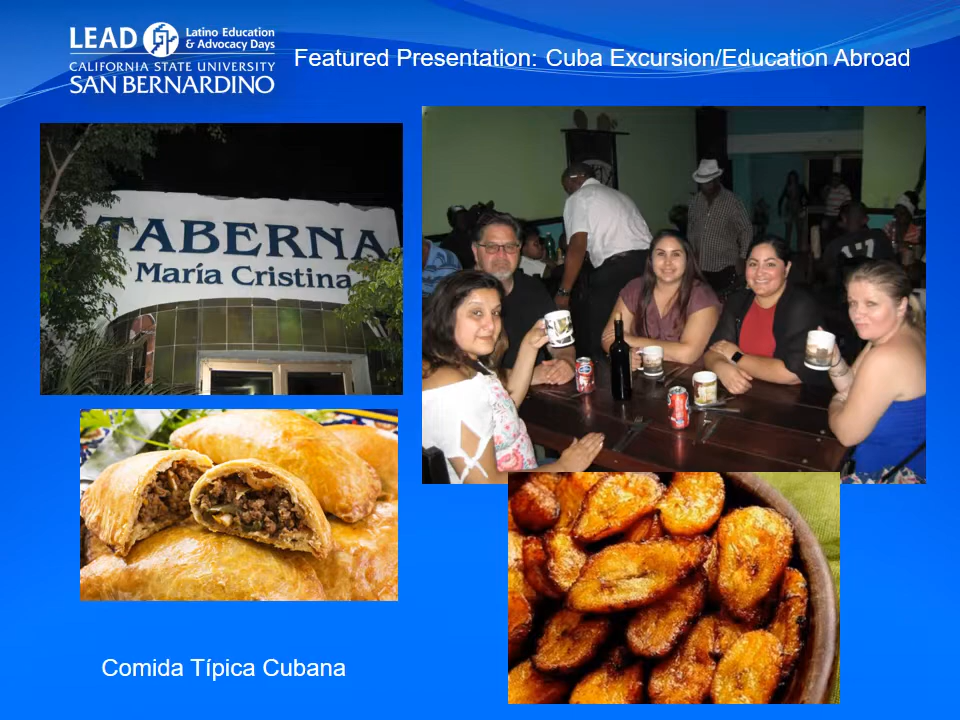 LEAD
Latino Education
& Advocacy Days
CALIFORNIA STATE UNIVERSITY
SAN BERNARDINO
Featured Presentation: Cuba Excursion/Education Abroad
TABERNA
María Cristina
17
Comida Típica Cubana